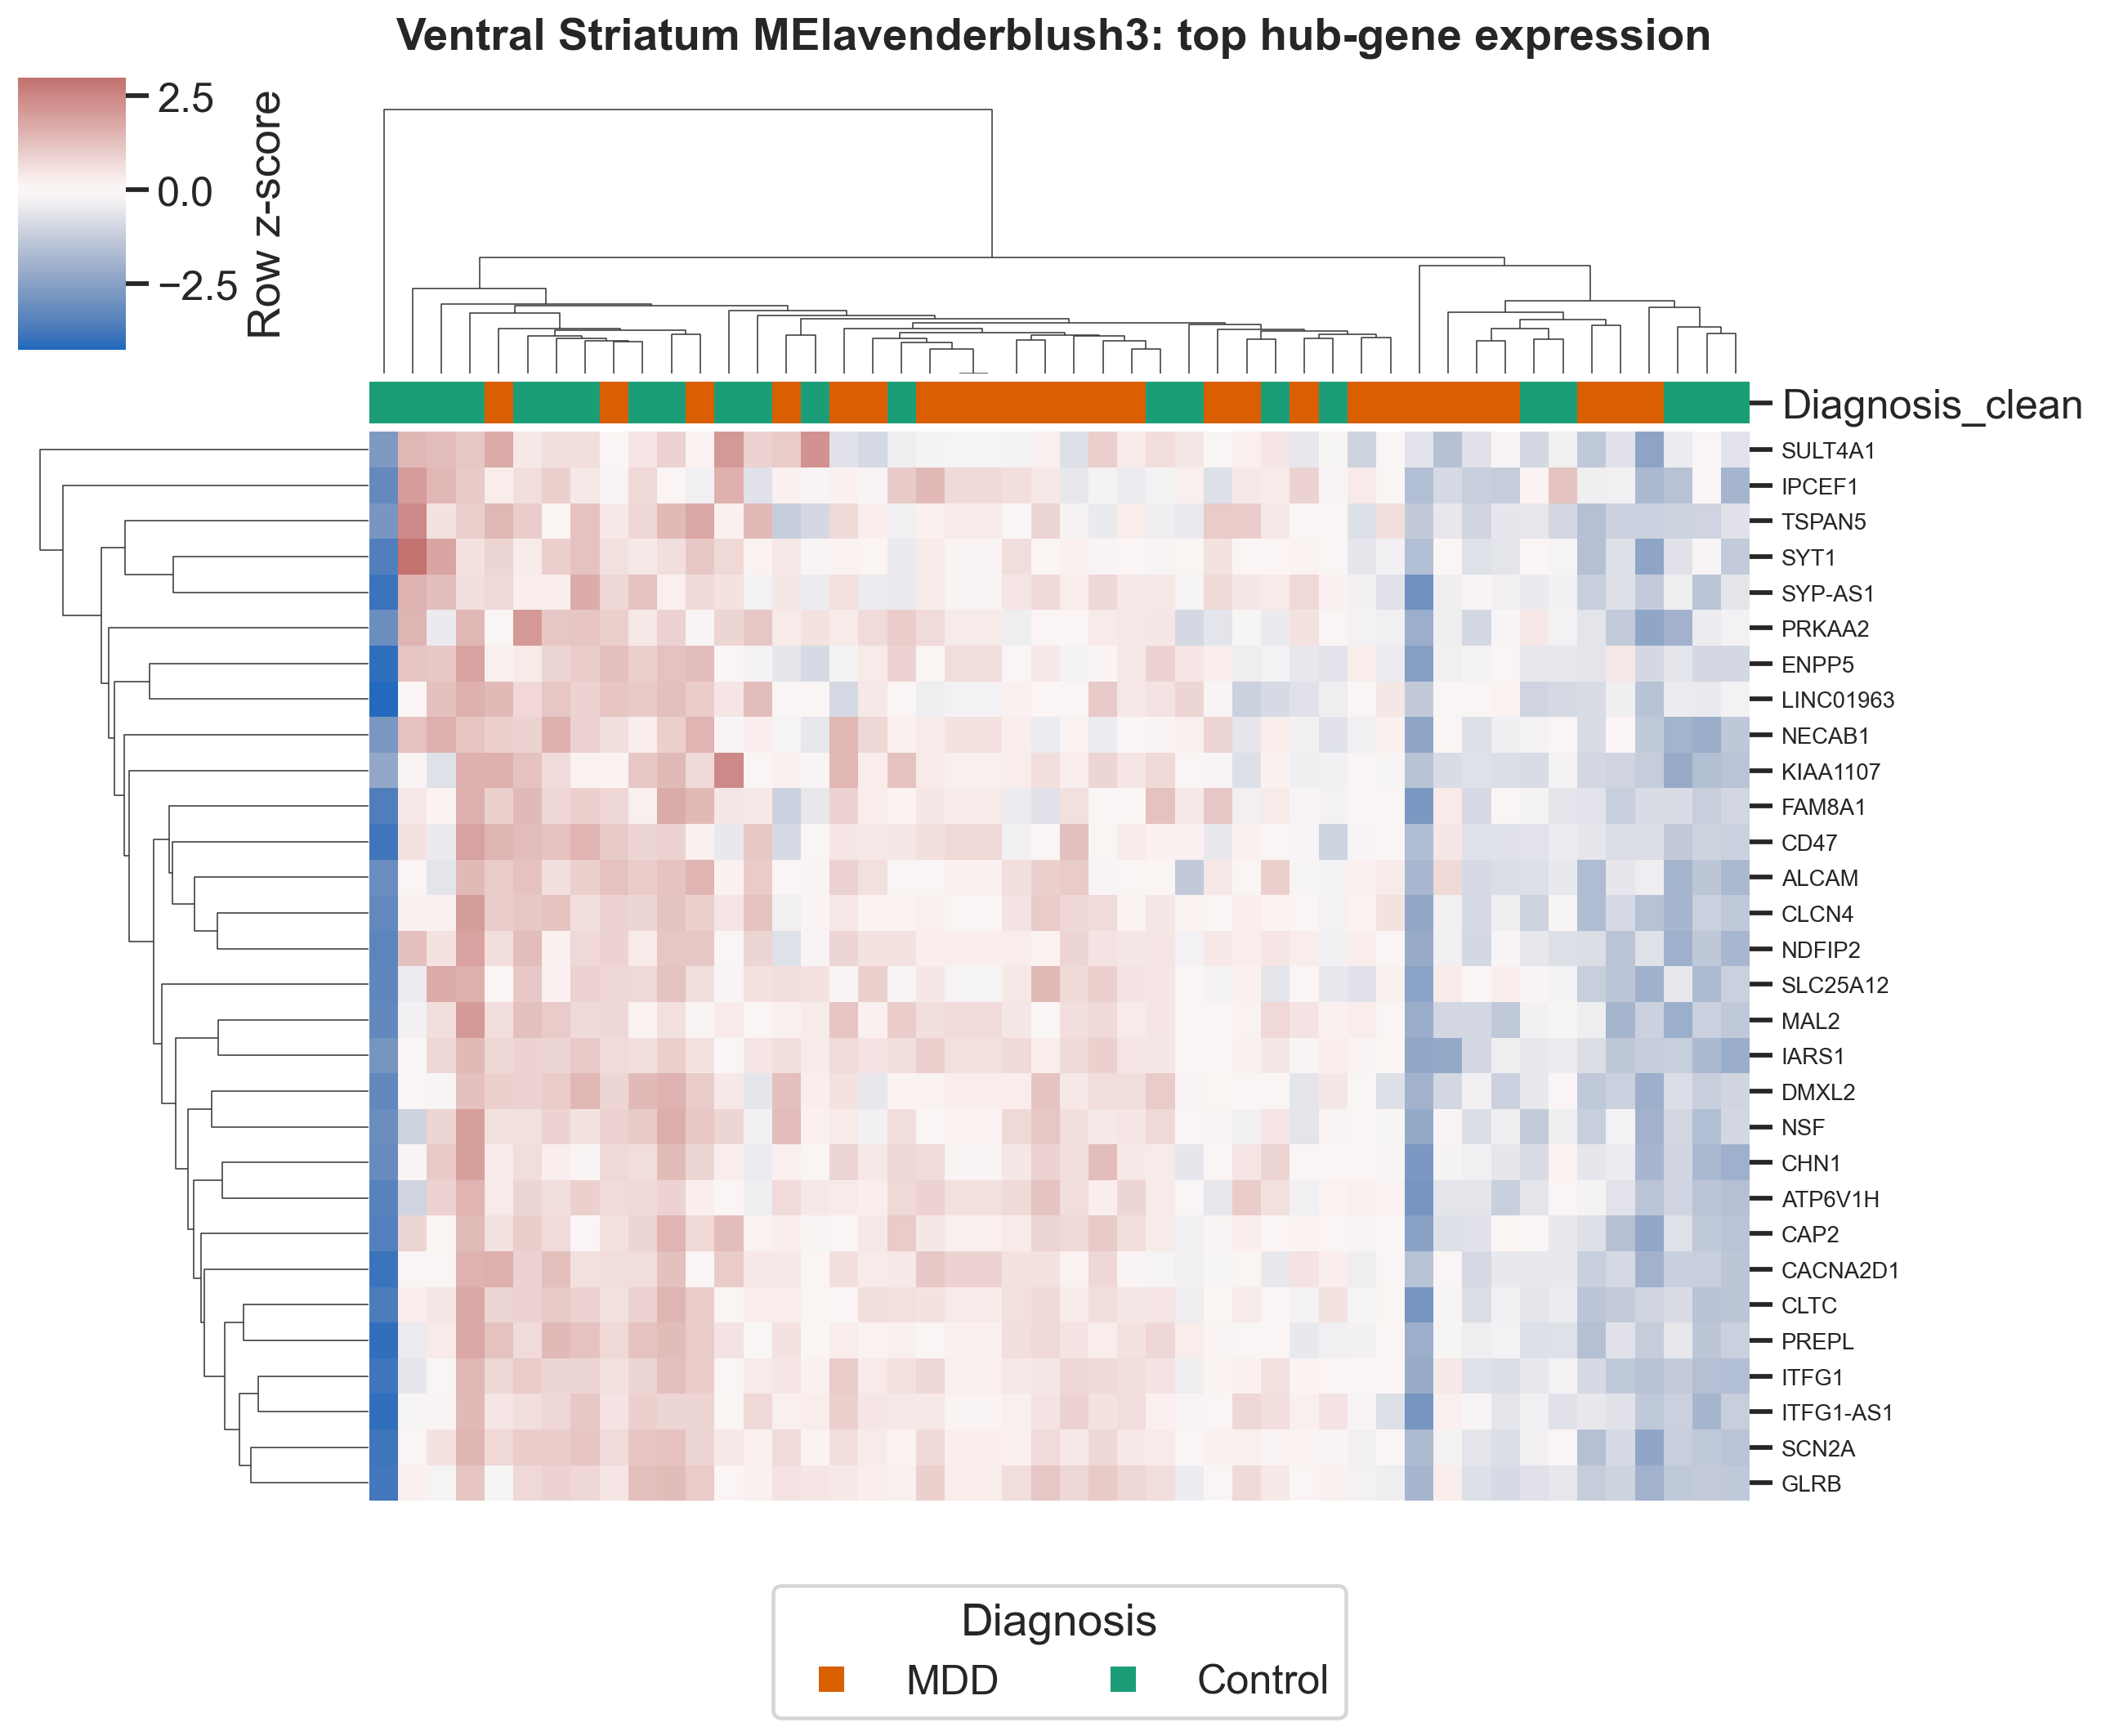 Ventral Striatum MElavenderblush3: top hub-gene expression
2.5
0.0
−2.5
Row z-score
Diagnosis_clean
SULT4A1
IPCEF1
TSPAN5
SYT1
SYP-AS1
PRKAA2
ENPP5
LINC01963
NECAB1
KIAA1107
FAM8A1
CD47
ALCAM
CLCN4
NDFIP2
SLC25A12
MAL2
IARS1
DMXL2
NSF
CHN1
ATP6V1H
CAP2
CACNA2D1
CLTC
PREPL
ITFG1
ITFG1-AS1
SCN2A
GLRB
Diagnosis
MDD
Control